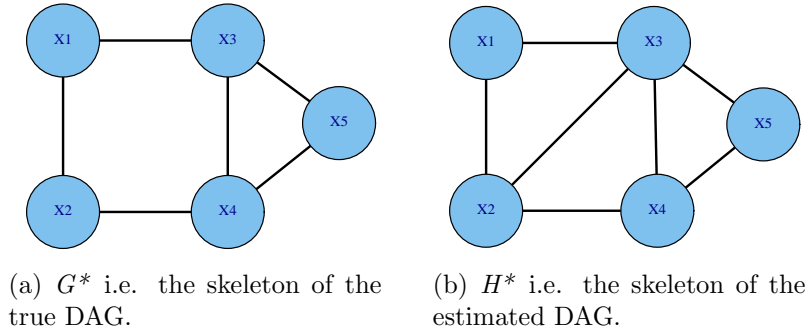 X1
X3
X5
X2
X4
(a) G* i.e. the skeleton of the
true DAG.
X1
X3
X5
X2
X4
(b) H* i.e. the skeleton of the
estimated DAG.